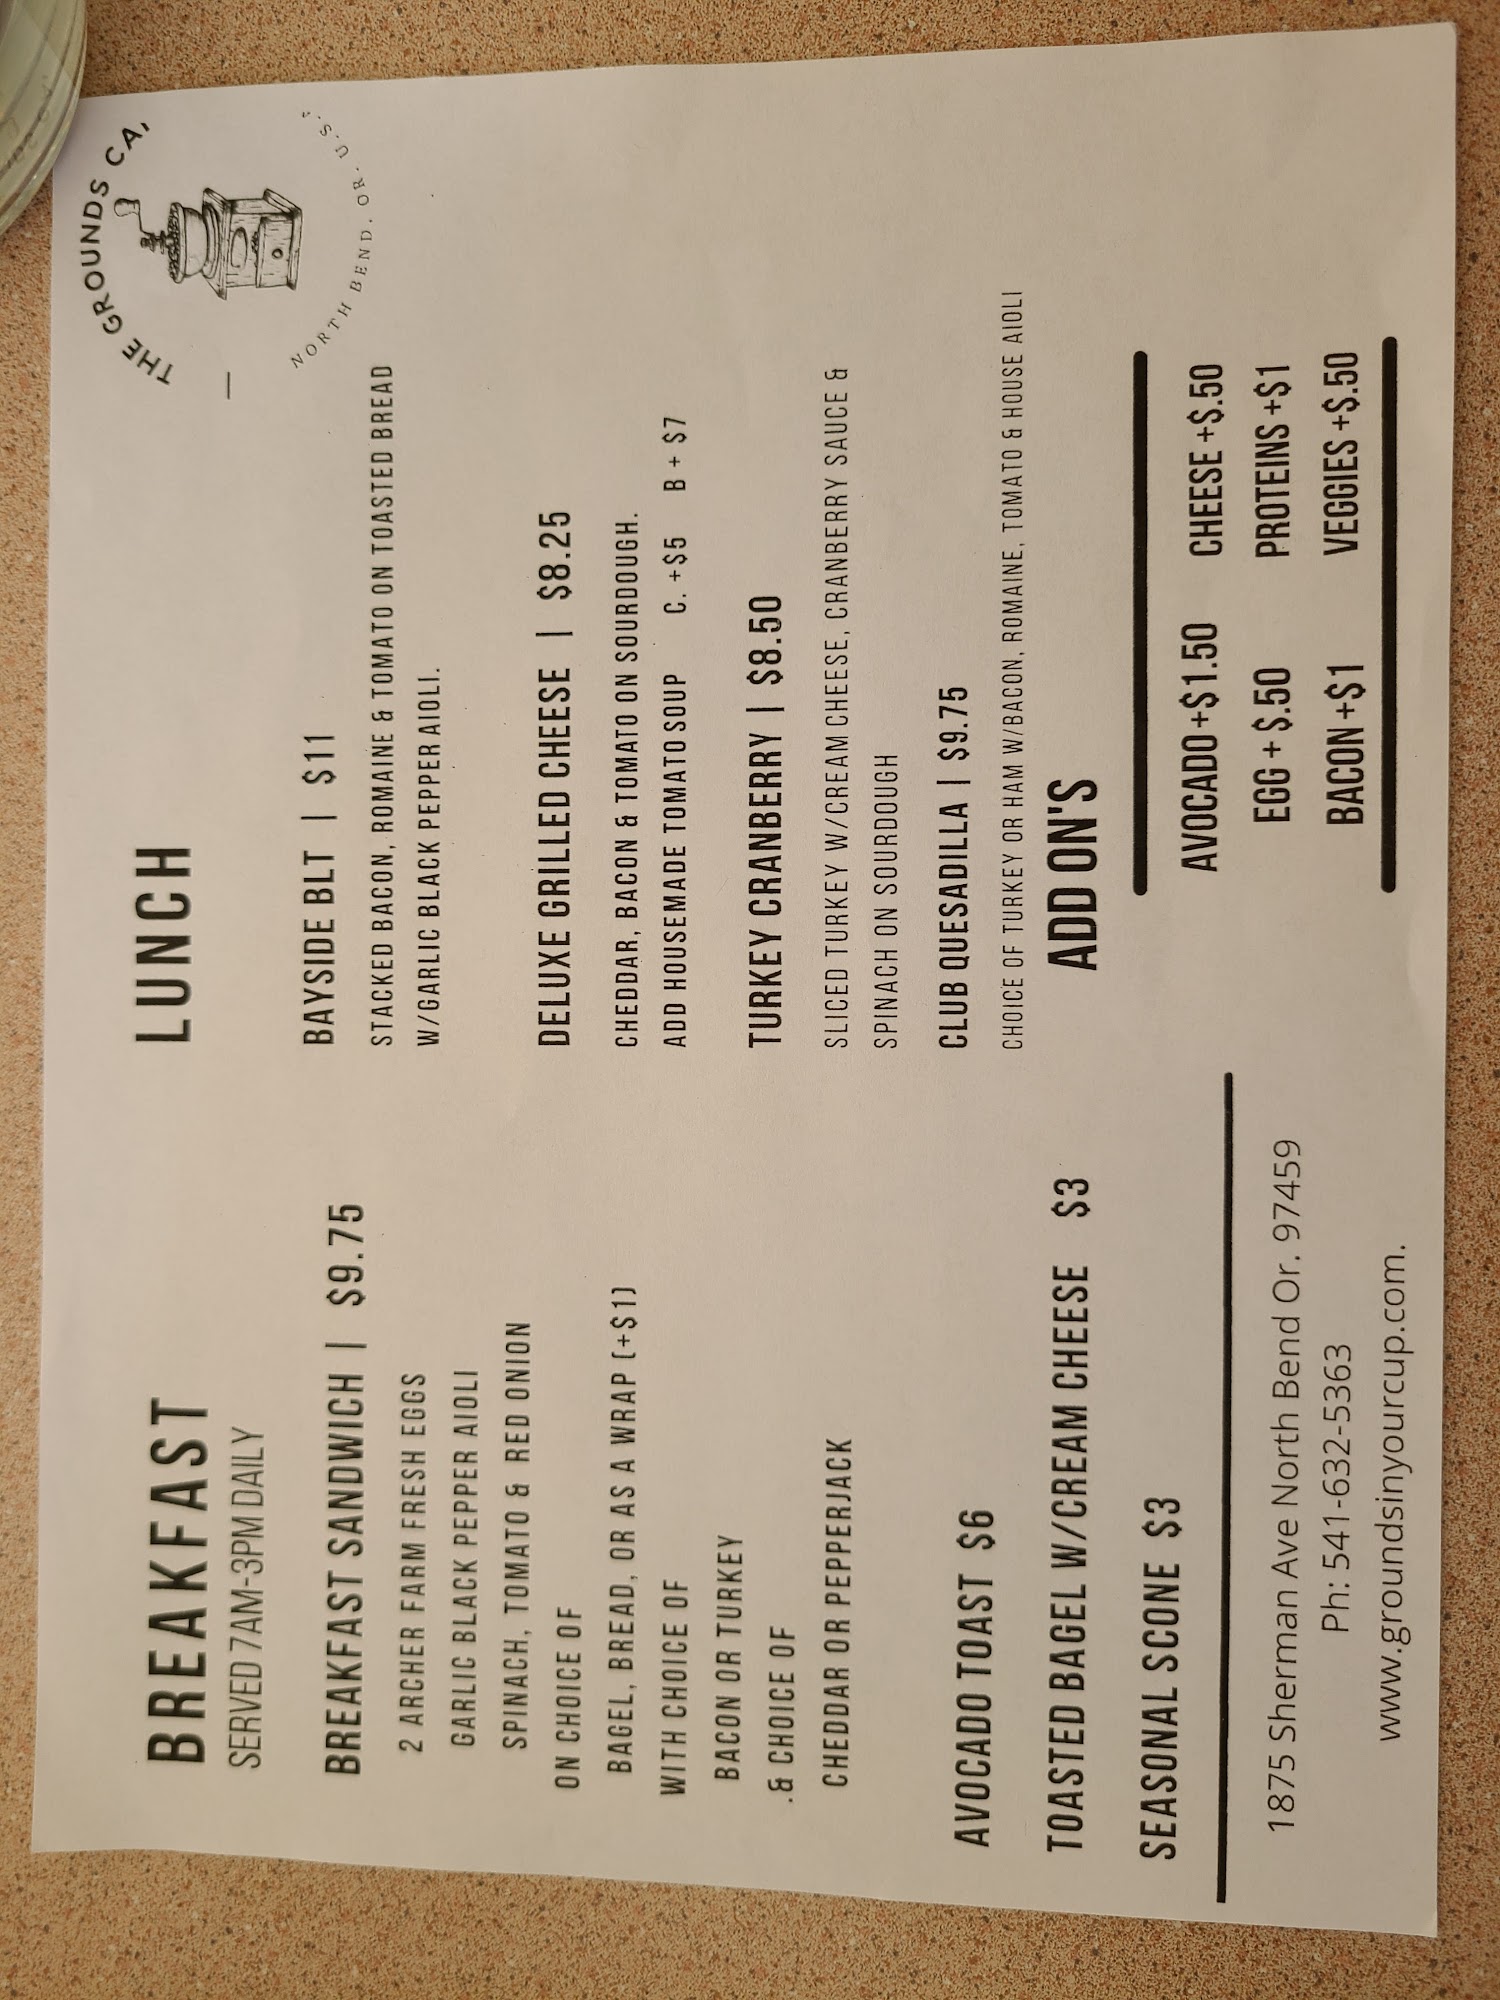 BREAKFAST
SERVED 7AM-3PM DAILY
BREAKFAST SANDWICH | $9.75
2 ARCHER FARM FRESH EGGS
GARLIC BLACK PEPPER AIOLI
SPINACH, TOMATO & RED ONION
ON CHOICE OF
BAGEL, BREAD, OR AS A WRAP (+$1)
WITH CHOICE OF
BACON OR TURKEY
.& CHOICE OF
CHEDDAR OR PEPPERJACK
AVOCADO TOAST $6
TOASTED BAGEL W/CREAM CHEESE $3
SEASONAL SCONE $3
1875 Sherman Ave North Bend Or. 97459
Ph: 541-632-5363
www.groundsinyourcup.com.
THE GROUNDS
NORTH BEND, OR. U.S.
LUNCH
BAYSIDE BLT | $11
STACKED BACON, ROMAINE & TOMATO ON TOASTED BREAD
W/GARLIC BLACK PEPPER AIOLI.
DELUXE GRILLED CHEESE | $8.25
CHEDDAR, BACON & TOMATO ON SOURDOUGH.
ADD HOUSEMADE TOMATO SOUP C. +$5 B + $7
TURKEY CRANBERRY | $8.50
SLICED TURKEY W/CREAM CHEESE, CRANBERRY SAUCE &
SPINACH ON SOURDOUGH
CLUB QUESADILLA | $9.75
CHOICE OF TURKEY OR HAM W/BACON, ROMAINE, TOMATO & HOUSE AIOLI
ADD ON'S
AVOCADO +$1.50 CHEESE +$.50
EGG + $.50 PROTEINS +$1
BACON +$1 VEGGIES +$.50